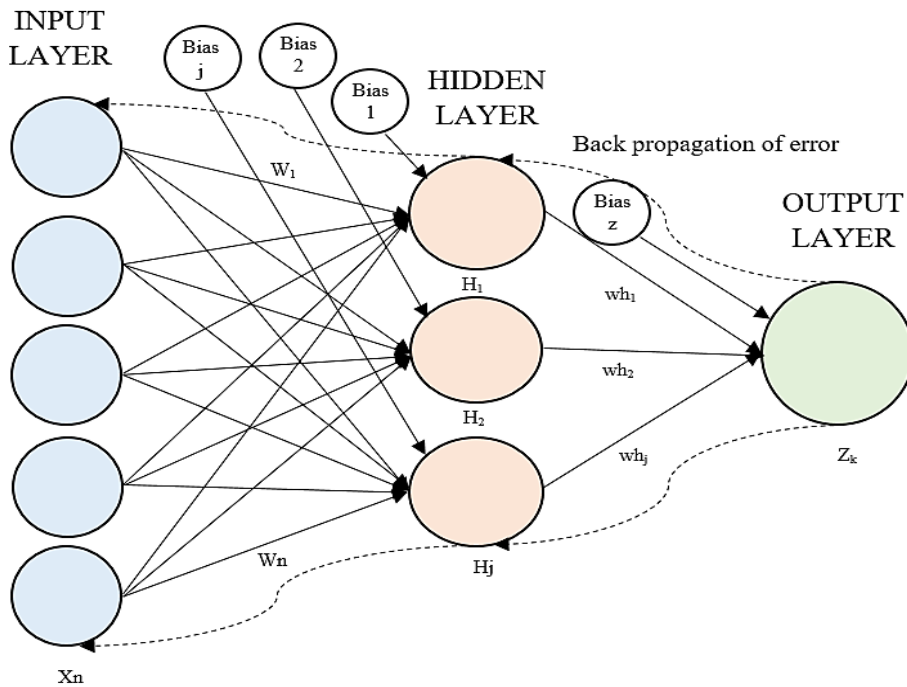 INPUT
LAYER
Bias
j
Bias
2
Bias
1
HIDDEN
LAYER
Back propagation of error
Bias
z
OUTPUT
LAYER
W₁
H₁
wh₁
wh₂
H₂
whⱼ
Zₖ
Wn
Hj
Xn